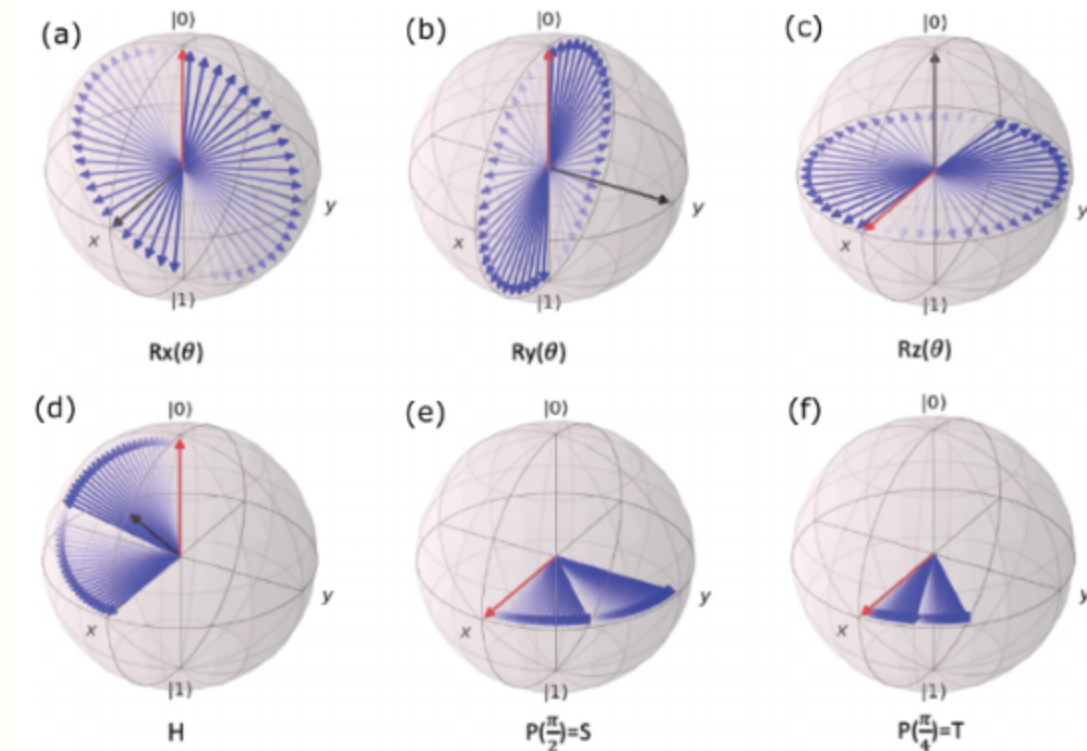 (a) |0⟩ (b) |0⟩ (c) |0⟩
y y y
x x x
|1⟩ |1⟩ |1⟩
Rx(θ) Ry(θ) Rz(θ)
(d) |0⟩ (e) |0⟩ (f) |0⟩
y y y
x x x
|1⟩ |1⟩ |1⟩
H P(π/2)=S P(π/4)=T